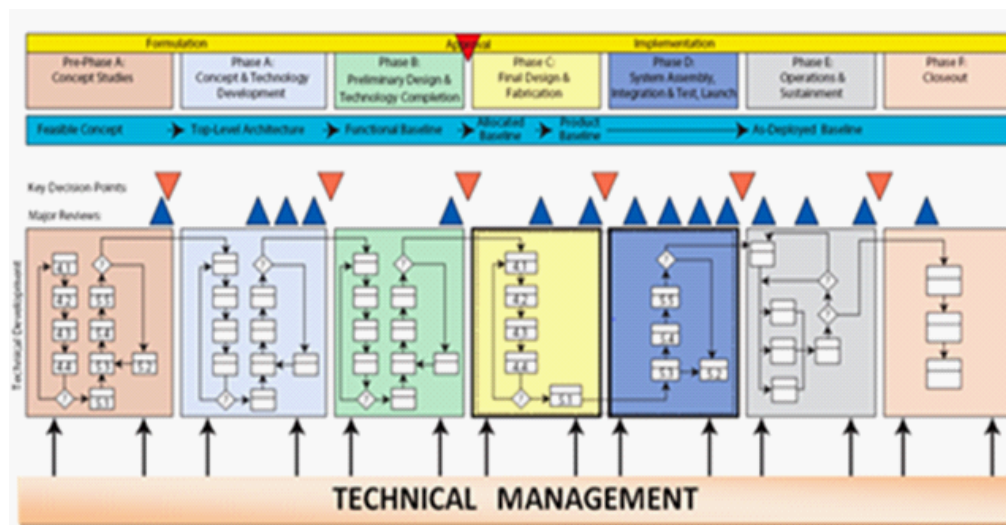 Formulation
Approval
Implementation
Pre-Phase A:
Concept Studies
Phase A:
Concept & Technology
Development
Phase B:
Preliminary Design &
Technology Completion
Phase C:
Final Design &
Fabrication
Phase D:
System Assembly,
Integration & Test, Launch
Phase E:
Operations &
Sustainment
Phase F:
Closeout
Feasible Concept
Top-Level Architecture
Functional Baseline
Allocated
Baseline
Product
Baseline
As-Deployed Baseline
Key Decision Points
Major Reviews:
Technical Development
4.1
4.2
4.3
4.4
?
5.1
5.2
5.3
5.4
5.5
?
?
?
?
?
4.1
4.2
4.3
4.4
?
5.1
?
5.5
5.4
5.3
5.2
?
?
TECHNICAL MANAGEMENT